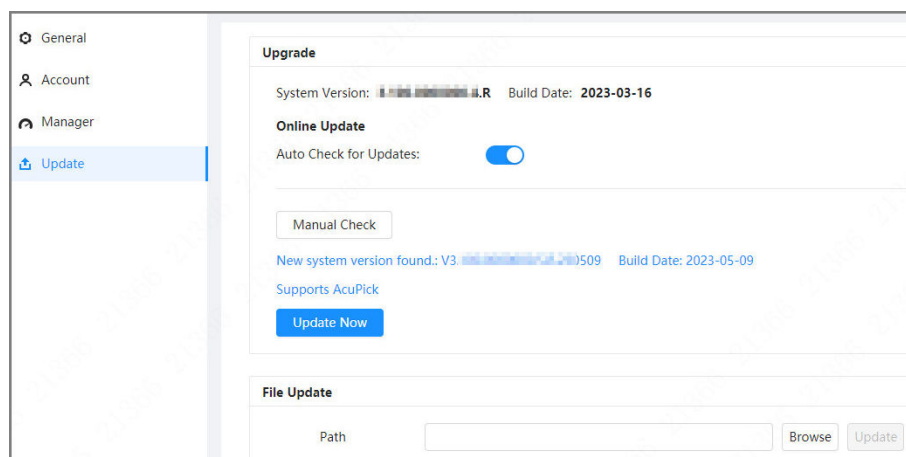 General
Account
Manager
Update
Upgrade
System Version: .R Build Date: 2023-03-16
Online Update
Auto Check for Updates:
Manual Check
New system version found.: V3. 0509 Build Date: 2023-05-09
Supports AcuPick
Update Now
File Update
Path Browse Update